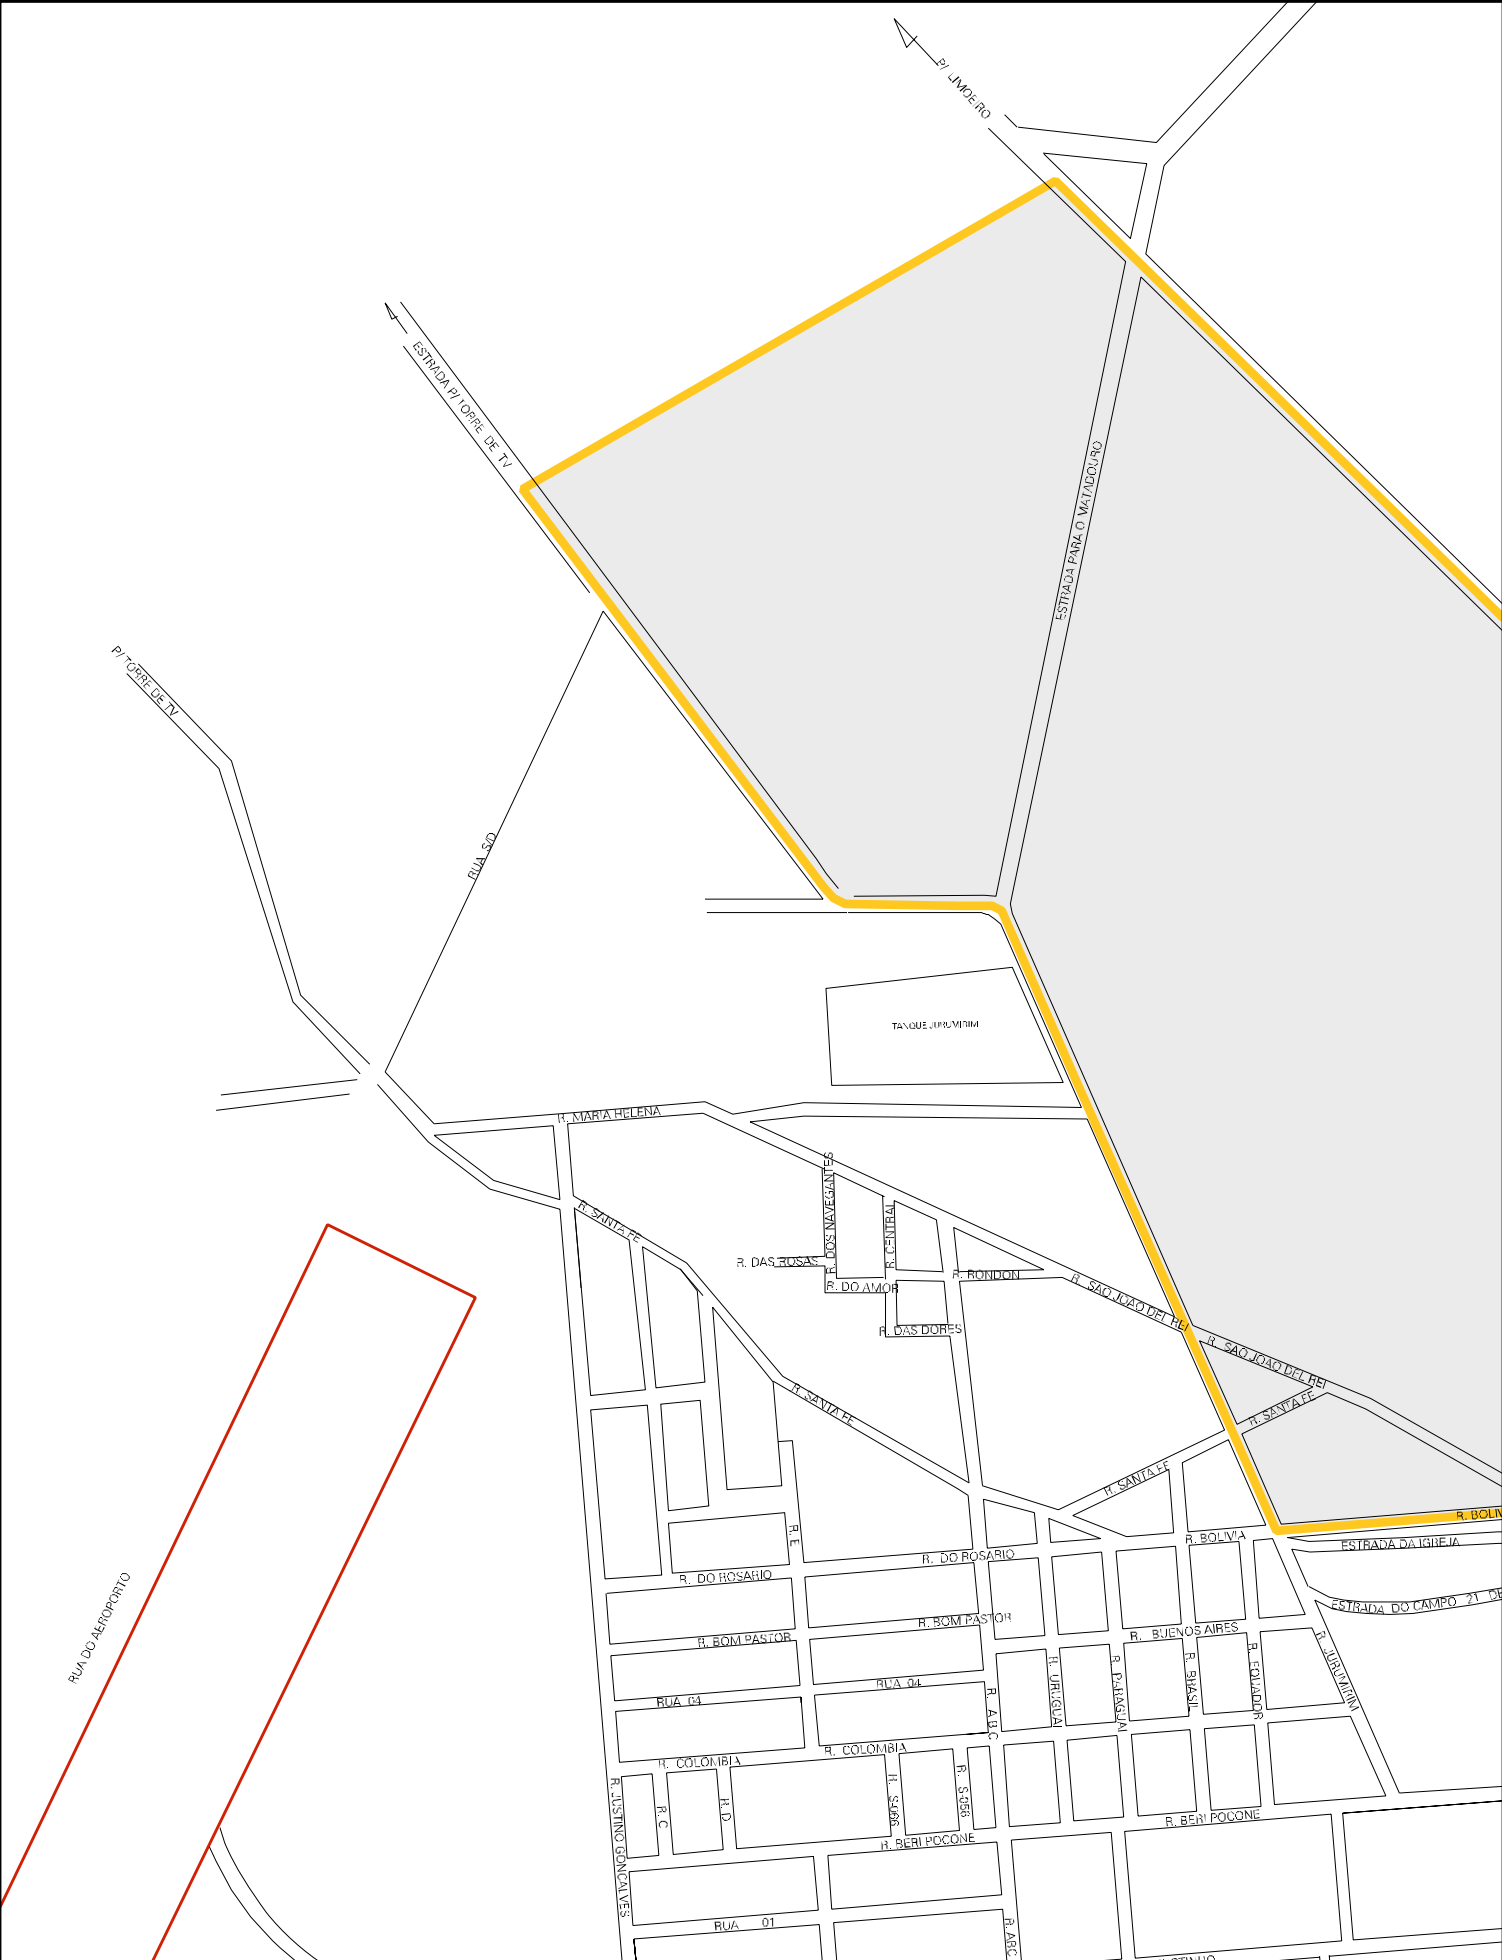 P/ LIMOEIRO
ESTRADA P/ TORRE DE TV
ESTRADA PARA O MATADOURO
P/ TORRE DE TV
RUA S/D
TANQUE JURUMIRIM
R. MARIA HELENA
R. DOS NAVEGANTES
R. SANTA FE
R. CENTRAL
R. DAS ROSAS
R. RONDON
R. DO AMOR
R. SAO JOAO DEL REI
R. DAS DORES
R. SAO JOAO DEL REI
R. SANTA FE
R. SANTA FE
R. SANTA FE
R. BOLIV
R. E
R. BOLIVIA
ESTRADA DA IGREJA
R. DO ROSARIO
R. DO ROSARIO
RUA DO AEROPORTO
ESTRADA DO CAMPO 21 DE
R. BOM PASTOR
R. BUENOS AIRES
R. BOM PASTOR
R. JURUMIRIM
R. URUGUAI
R. PARAGUAI
R. BRASIL
R. EQUADOR
RUA 04
RUA 04
R. A.B.C
R. COLOMBIA
R. COLOMBIA
R. JUSTINO GONCALVES
R. C
R. D
R. S-056
R. BERI POCONE
R. BERI POCONE
RUA 01
R. ABC